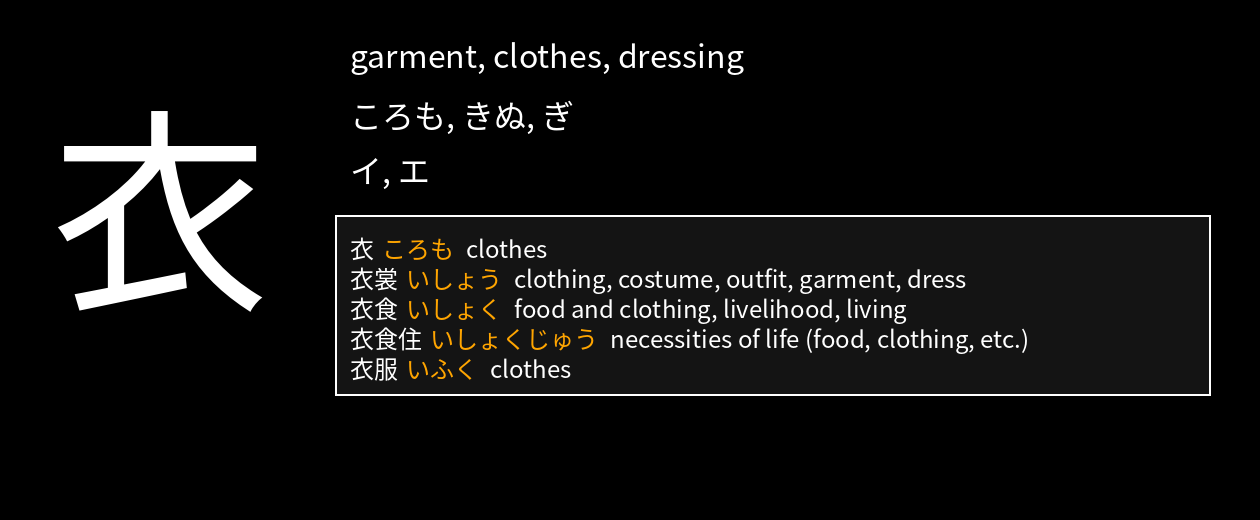 衣
garment, clothes, dressing
ころも, きぬ, ぎ
イ, エ
衣 ころも clothes
衣裳 いしょう clothing, costume, outfit, garment, dress
衣食 いしょく food and clothing, livelihood, living
衣食住 いしょくじゅう necessities of life (food, clothing, etc.)
衣服 いふく clothes